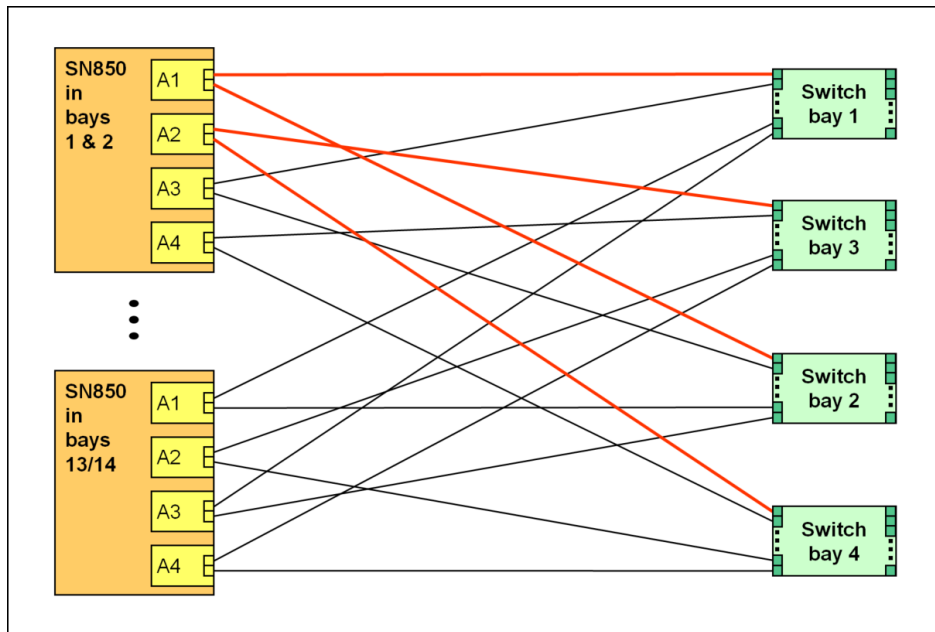 SN850
in
bays
1 & 2
A1
A2
A3
A4
SN850
in
bays
13/14
A1
A2
A3
A4
Switch
bay 1
Switch
bay 3
Switch
bay 2
Switch
bay 4